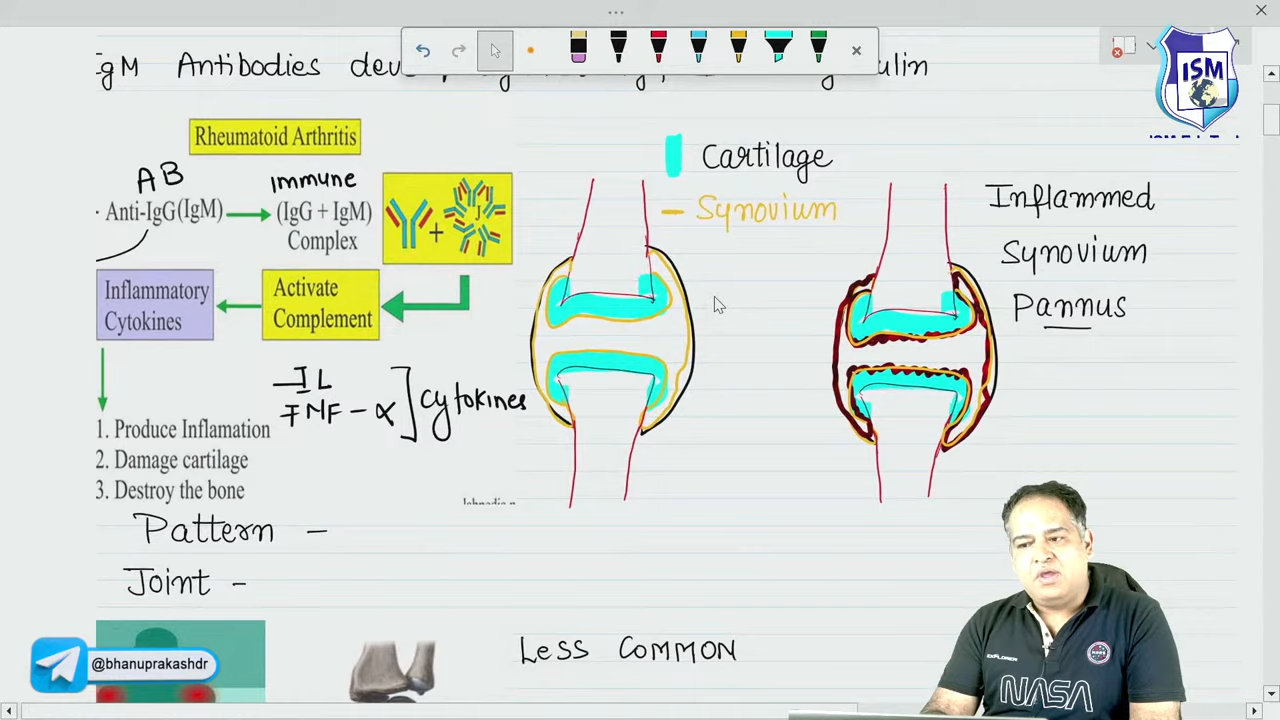 IgM Antibodies
Rheumatoid Arthritis
AB
Immune
Anti-IgG(IgM)
(IgG + IgM)
Complex
J
+
Inflammatory
Cytokines
Activate
Complement
IL
TNF - α ] Cytokines
1. Produce Inflamation
2. Damage cartilage
3. Destroy the bone
Pattern -
Joint -
Cartilage
- Synovium
Inflammed
Synovium
Pannus
Less COMMON
@bhanuprakashdr
ISM
EXPLORER
NASA